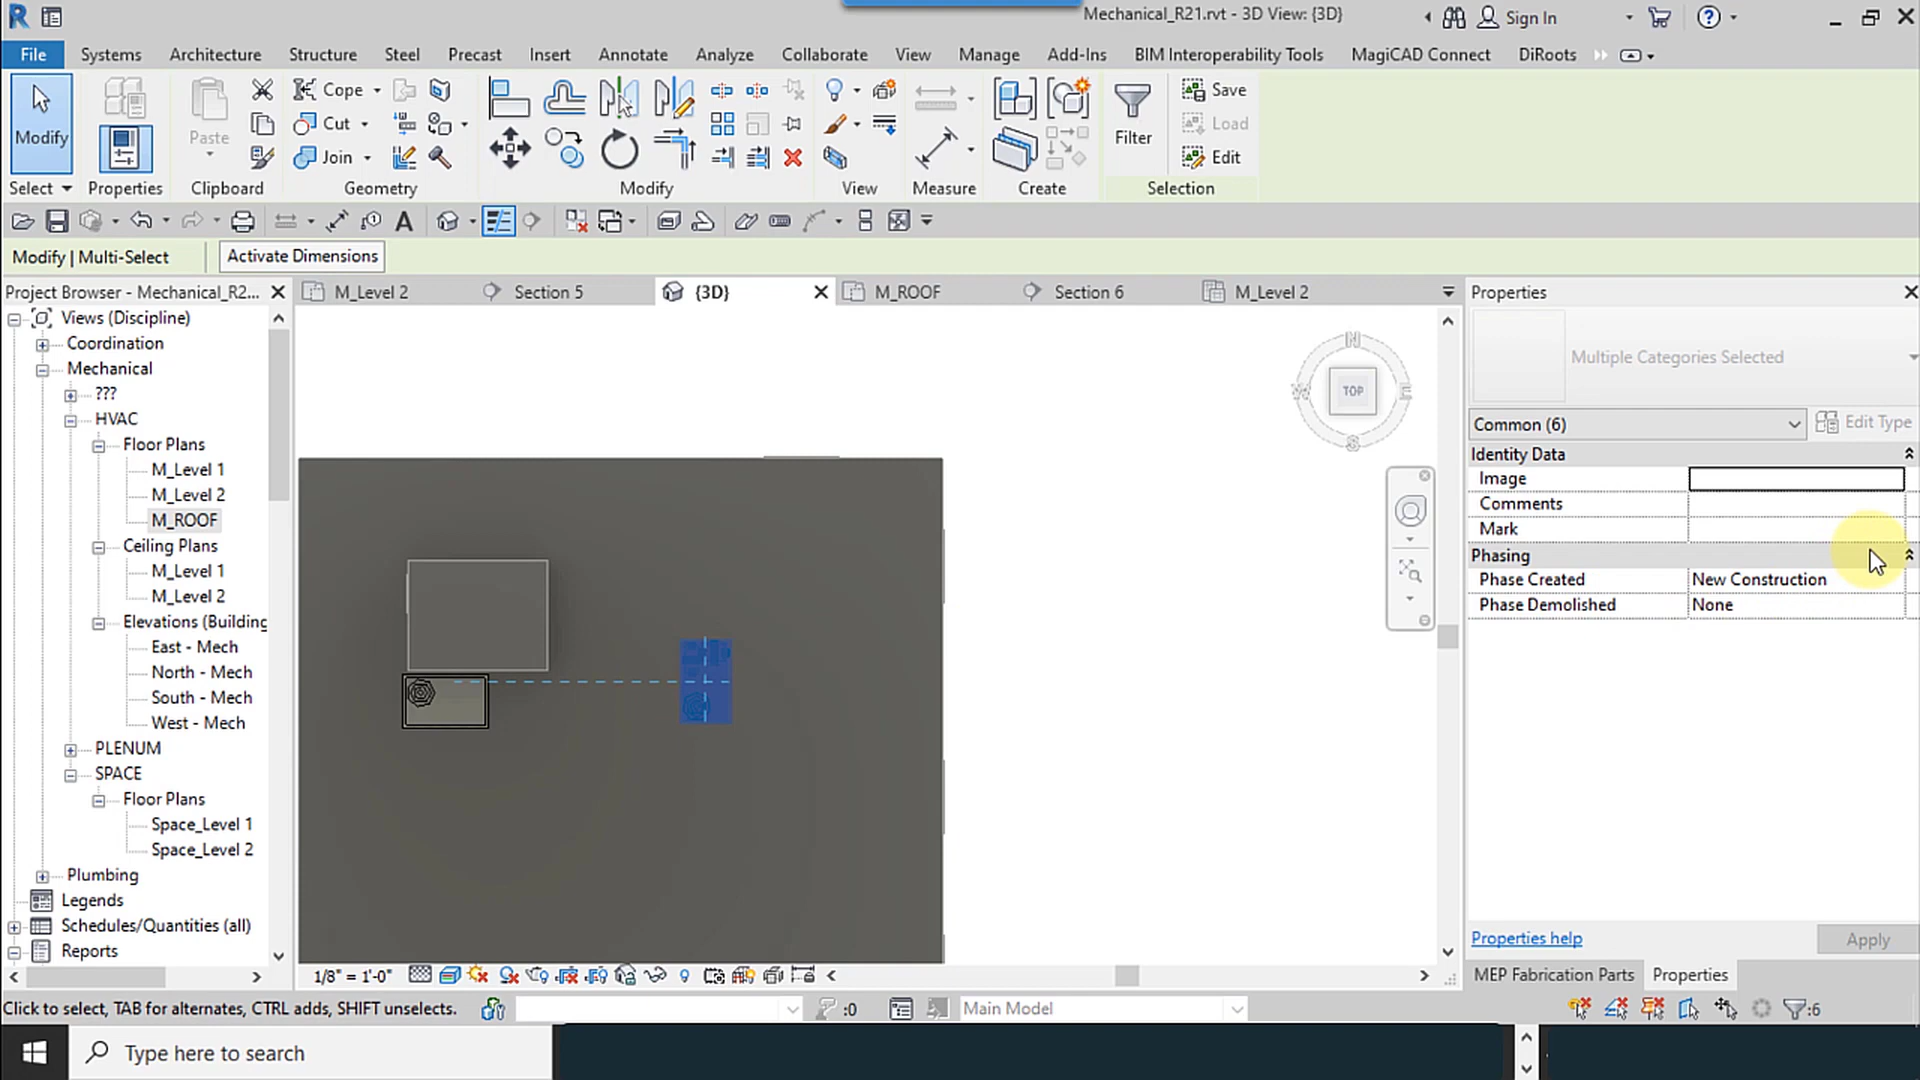 Mechanical_R21.rvt - 3D View: {3D}
Sign In
File Systems Architecture Structure Steel Precast Insert Annotate Analyze Collaborate View Manage Add-Ins BIM Interoperability Tools MagiCAD Connect DiRoots
Modify
Paste
Cope
Cut
Join
Filter
Save
Load
Edit
Select Properties Clipboard Geometry Modify View Measure Create Selection
A
Modify | Multi-Select Activate Dimensions
Project Browser - Mechanical_R2...
M_Level 2 Section 5 {3D} M_ROOF Section 6 M_Level 2
Views (Discipline)
Coordination
Mechanical
???
HVAC
Floor Plans
M_Level 1
M_Level 2
M_ROOF
Ceiling Plans
M_Level 1
M_Level 2
Elevations (Building
East - Mech
North - Mech
South - Mech
West - Mech
PLENUM
SPACE
Floor Plans
Space_Level 1
Space_Level 2
Plumbing
Legends
Schedules/Quantities (all)
Reports
N
W
TOP
E
S
Properties
Multiple Categories Selected
Common (6) Edit Type
Identity Data
Image
Comments
Mark
Phasing
Phase Created New Construction
Phase Demolished None
Properties help Apply
MEP Fabrication Parts Properties
1/8" = 1'-0"
Click to select, TAB for alternates, CTRL adds, SHIFT unselects. :0 Main Model :6
Type here to search